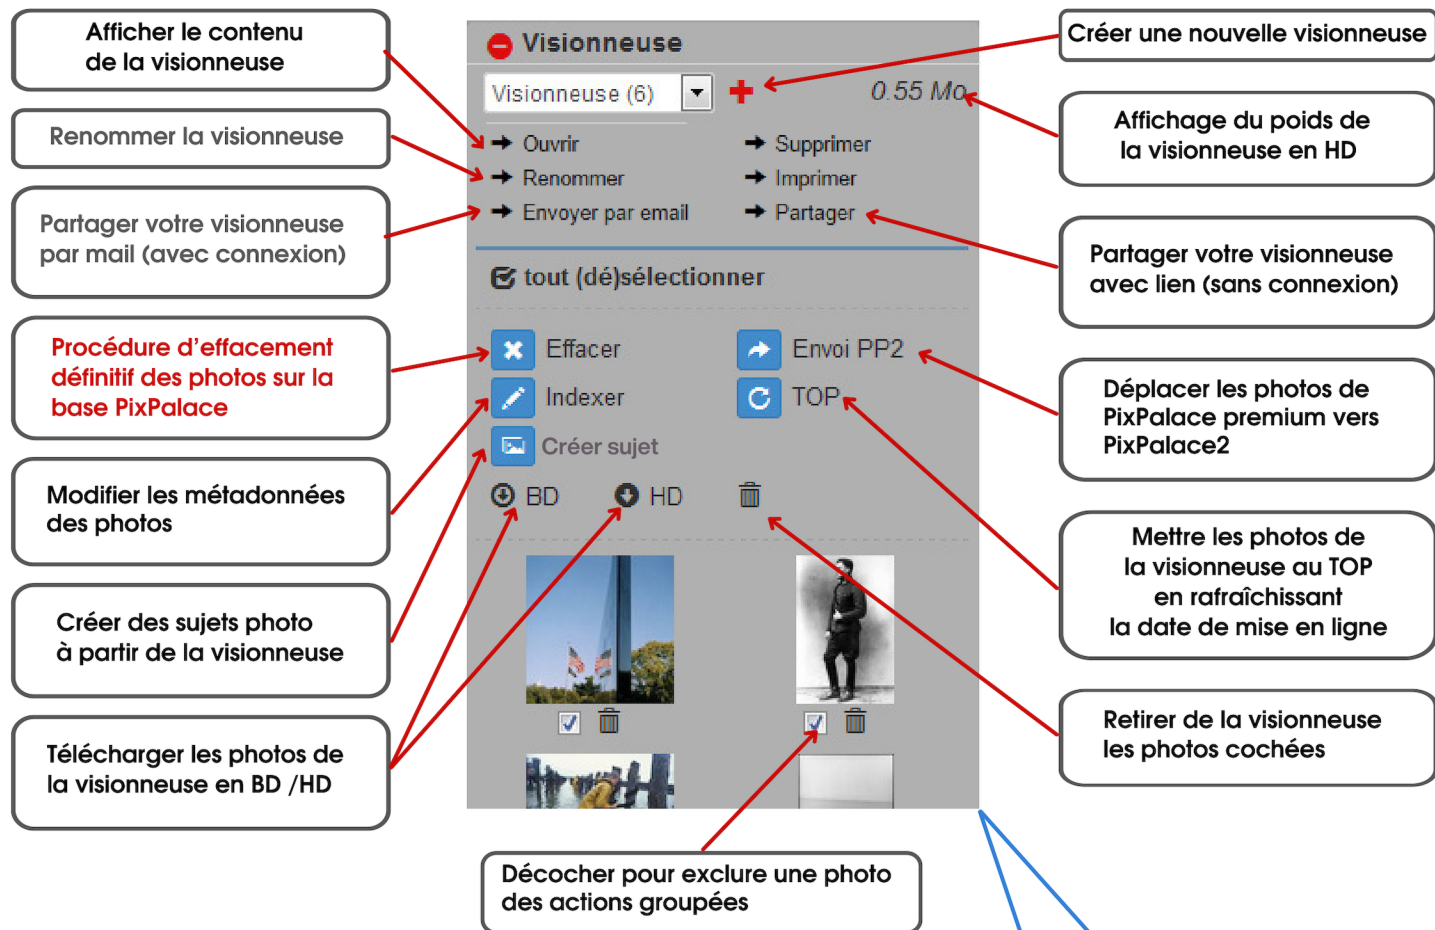 Afficher le contenu
de la visionneuse
Renommer la visionneuse
Partager votre visionneuse
par mail (avec connexion)
Procédure d’effacement
définitif des photos sur la
base PixPalace
Modifier les métadonnées
des photos
Créer des sujets photo
à partir de la visionneuse
Télécharger les photos de
la visionneuse en BD /HD
Visionneuse
Visionneuse (6)
0.55 Mo
Ouvrir
Supprimer
Renommer
Imprimer
Envoyer par email
Partager
tout (dé)sélectionner
Effacer
Envoi PP2
Indexer
TOP
Créer sujet
BD
HD
Décocher pour exclure une photo
des actions groupées
Créer une nouvelle visionneuse
Affichage du poids de
la visionneuse en HD
Partager votre visionneuse
avec lien (sans connexion)
Déplacer les photos de
PixPalace premium vers
PixPalace2
Mettre les photos de
la visionneuse au TOP
en rafraîchissant
la date de mise en ligne
Retirer de la visionneuse
les photos cochées